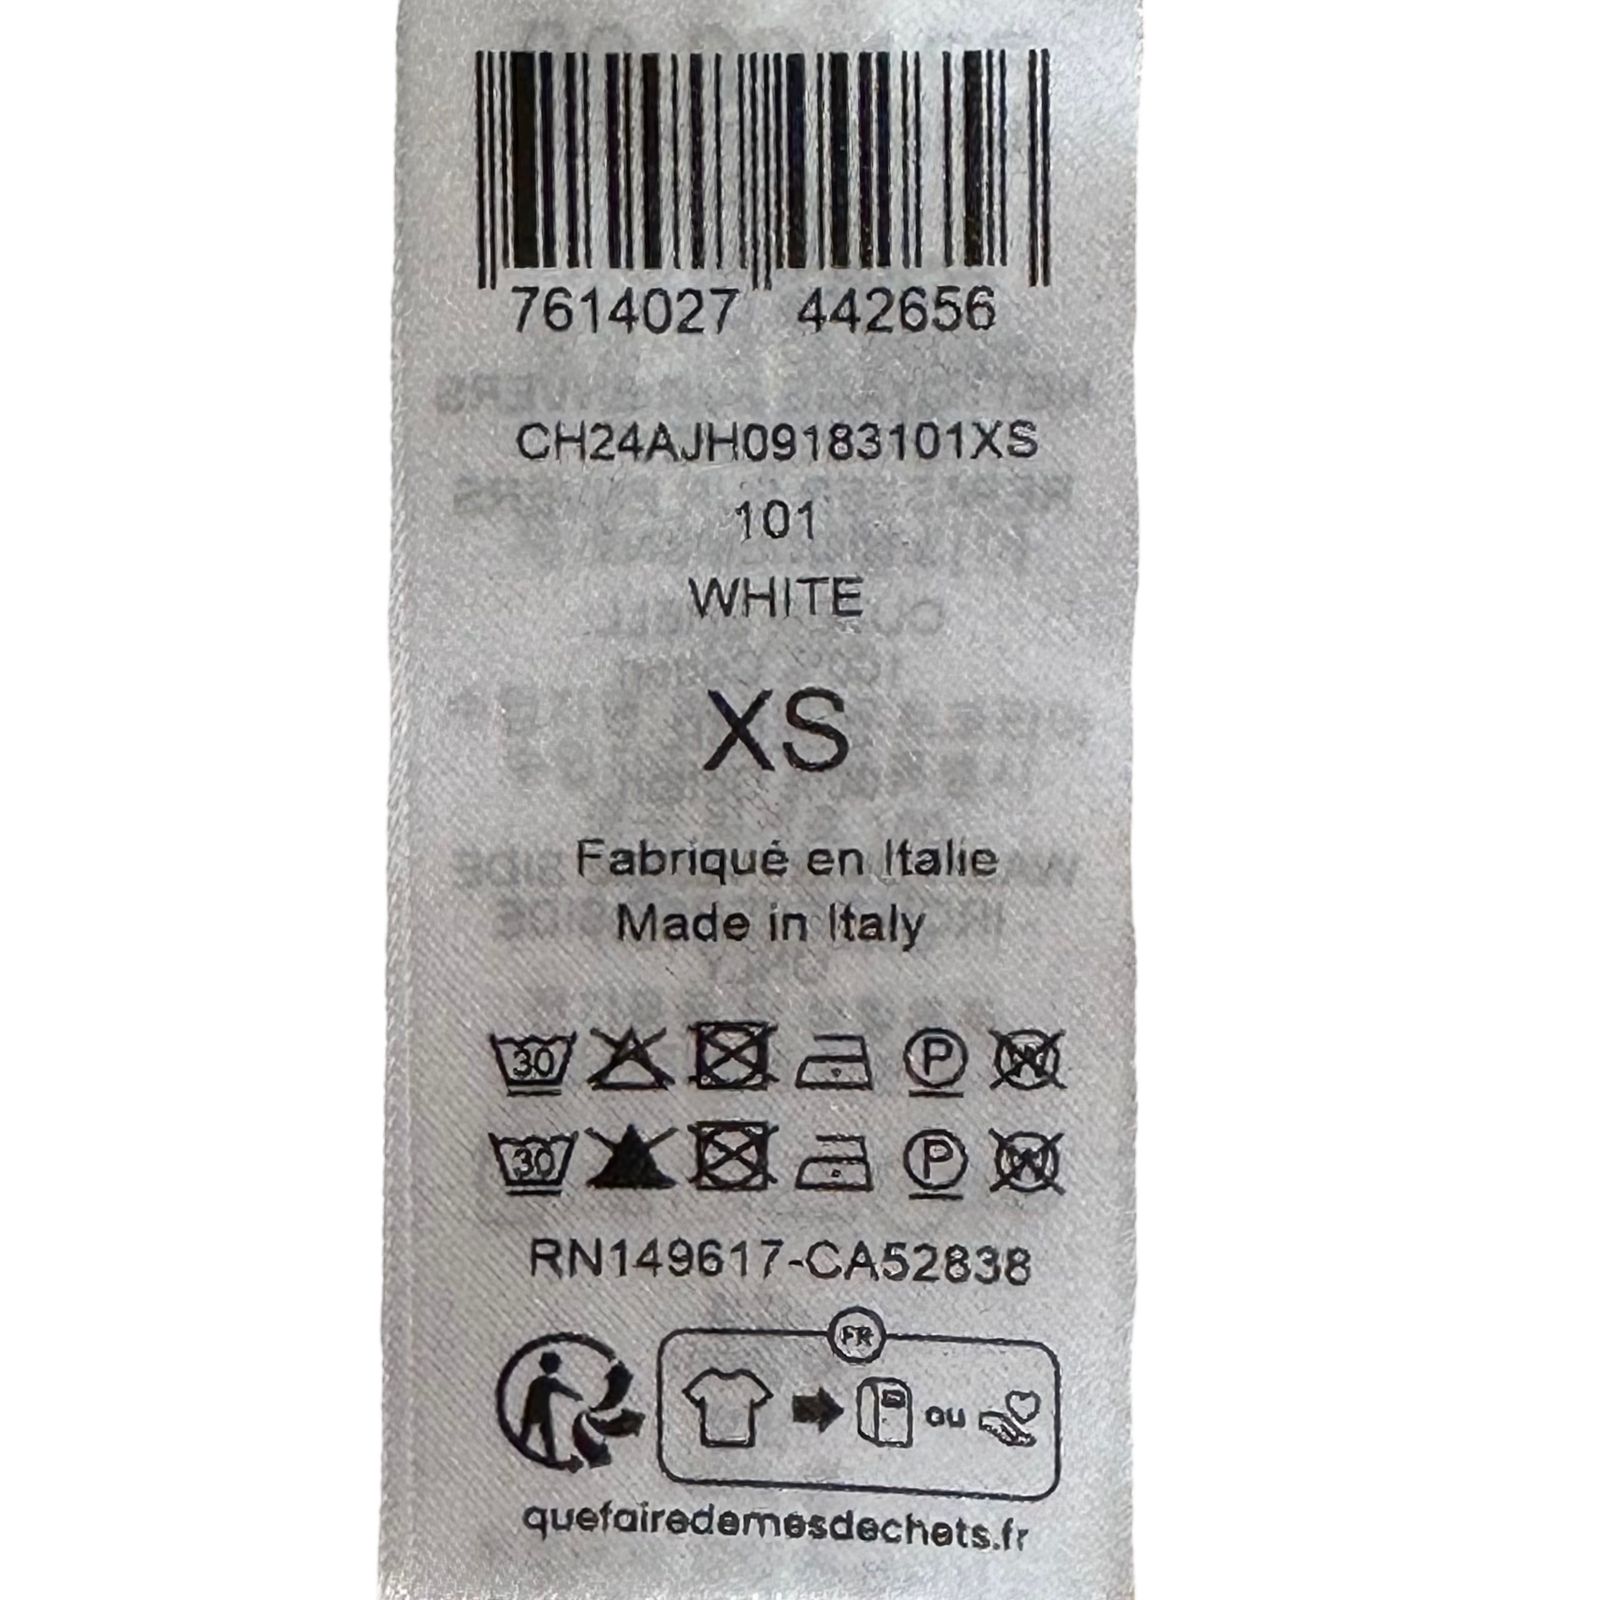 7614027 442656
CH24AJH09183101XS
101
WHITE
XS
Fabriqué en Italie
Made in Italy
30 P W
30 P W
RN149617-CA52838
FR
ou
quefairedemesdechets.fr